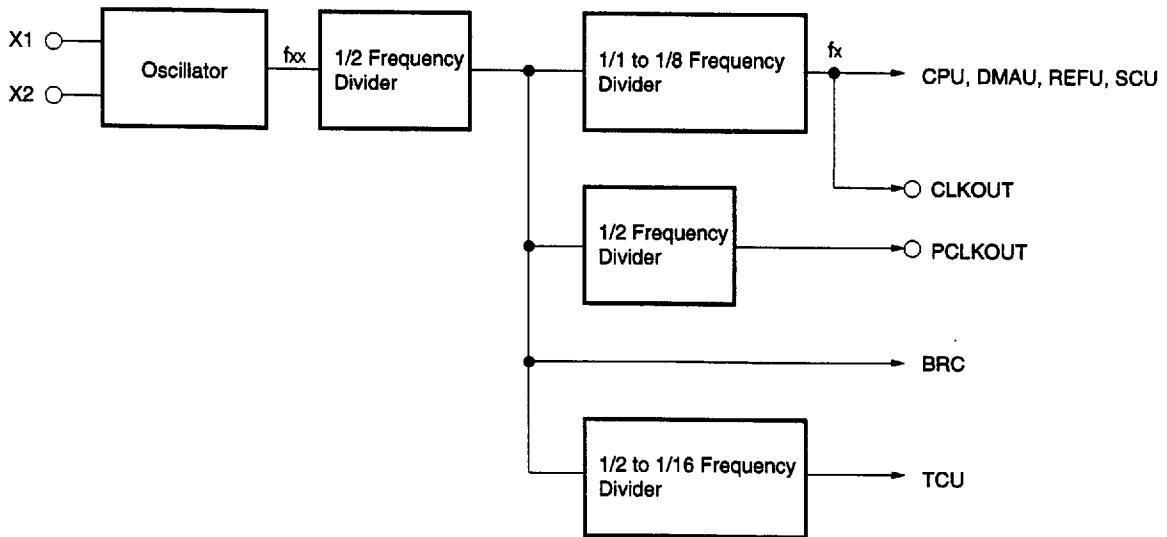 X1
X2
Oscillator
fxx
1/2 Frequency
Divider
1/1 to 1/8 Frequency
Divider
fx
CPU, DMAU, REFU, SCU
CLKOUT
1/2 Frequency
Divider
PCLKOUT
BRC
1/2 to 1/16 Frequency
Divider
TCU